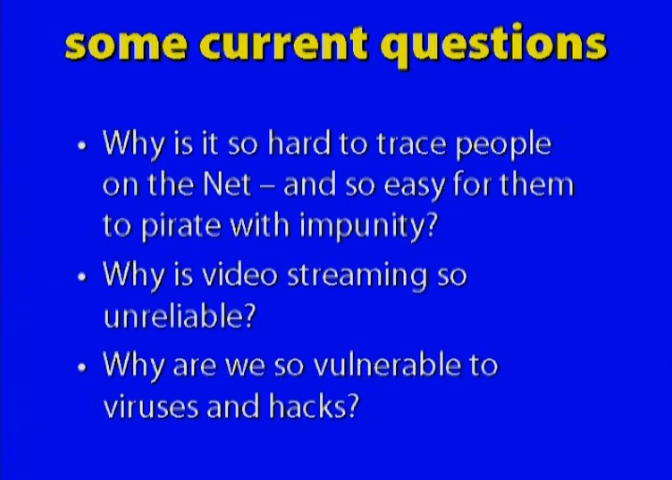 some current questions
• Why is it so hard to trace people
on the Net – and so easy for them
to pirate with impunity?
• Why is video streaming so
unreliable?
• Why are we so vulnerable to
viruses and hacks?